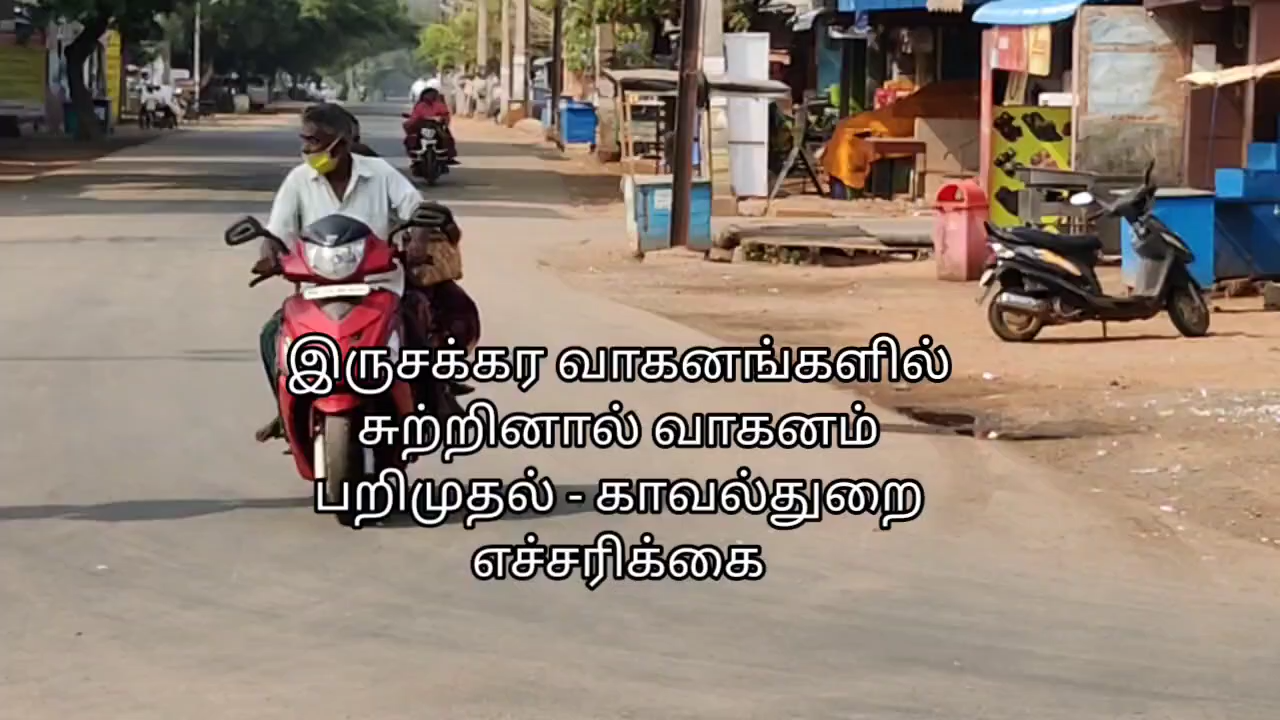 இருசக்கர வாகனங்களில்
சுற்றினால் வாகனம்
பறிமுதல் - காவல்துறை
எச்சரிக்கை